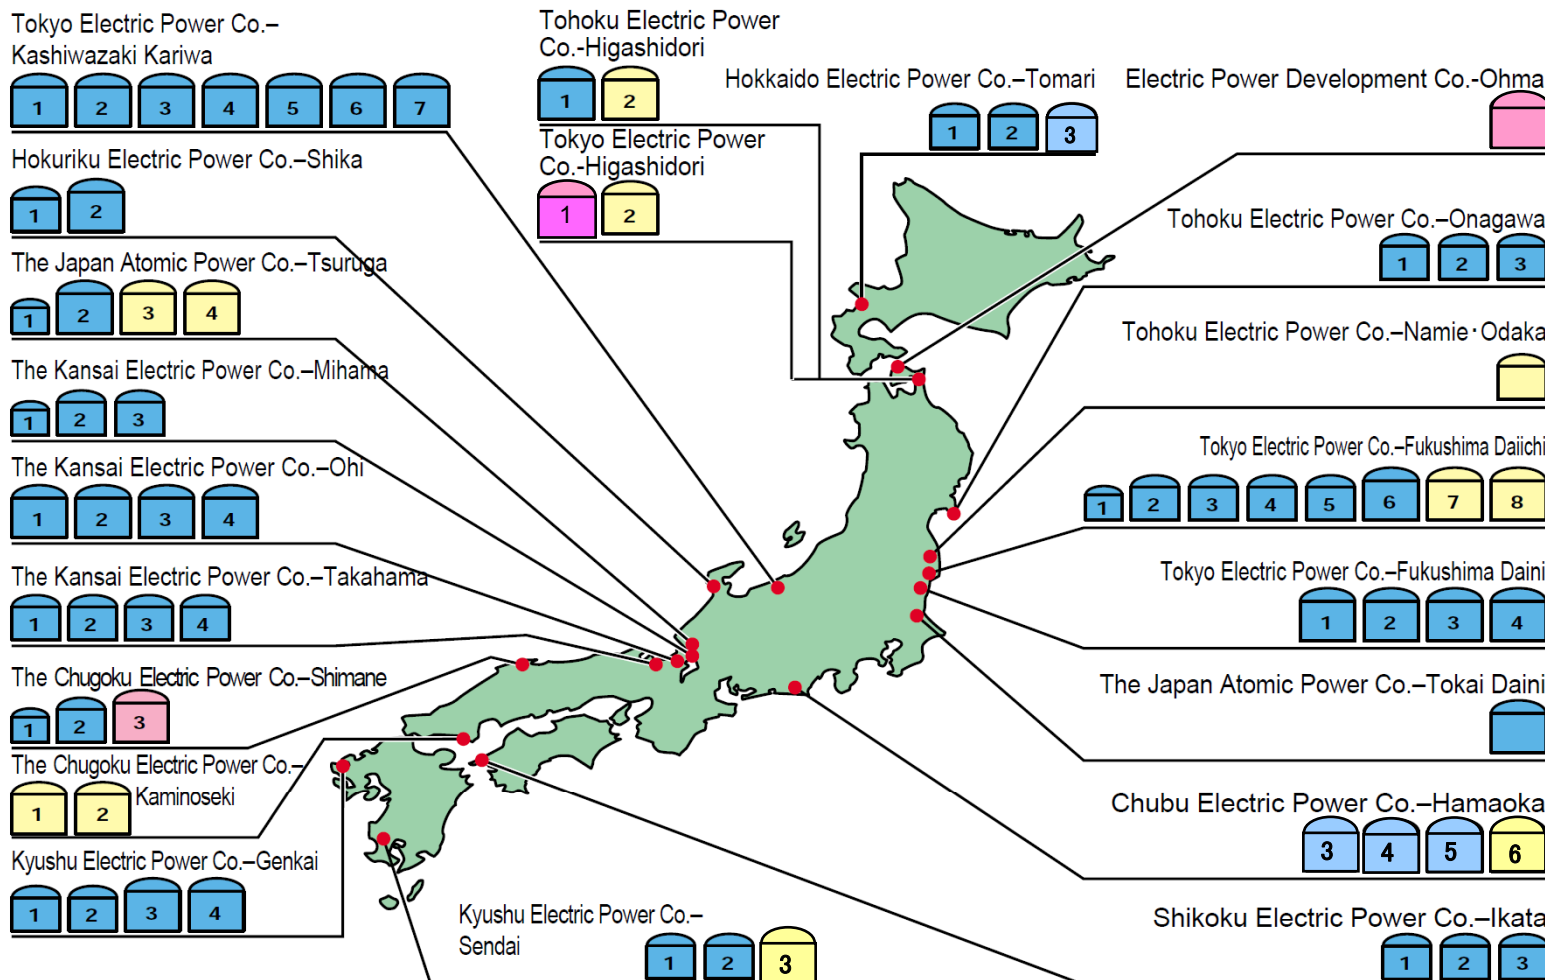 Tokyo Electric Power Co.–
Kashiwazaki Kariwa
1 2 3 4 5 6 7
Hokuriku Electric Power Co.–Shika
1 2
The Japan Atomic Power Co.–Tsuruga
1 2 3 4
The Kansai Electric Power Co.–Mihama
1 2 3
The Kansai Electric Power Co.–Ohi
1 2 3 4
The Kansai Electric Power Co.–Takahama
1 2 3 4
The Chugoku Electric Power Co.–Shimane
1 2 3
The Chugoku Electric Power Co.–
Kaminoseki
1 2
Kyushu Electric Power Co.–Genkai
1 2 3 4
Tohoku Electric Power
Co.-Higashidori
1 2
Tokyo Electric Power
Co.-Higashidori
1 2
Hokkaido Electric Power Co.–Tomari
1 2 3
Electric Power Development Co.-Ohma
Tohoku Electric Power Co.–Onagawa
1 2 3
Tohoku Electric Power Co.–Namie･Odaka
Tokyo Electric Power Co.–Fukushima Daiichi
1 2 3 4 5 6 7 8
Tokyo Electric Power Co.–Fukushima Daini
1 2 3 4
The Japan Atomic Power Co.–Tokai Daini
Chubu Electric Power Co.–Hamaoka
3 4 5 6
Shikoku Electric Power Co.–Ikata
1 2 3
Kyushu Electric Power Co.–
Sendai
1 2 3